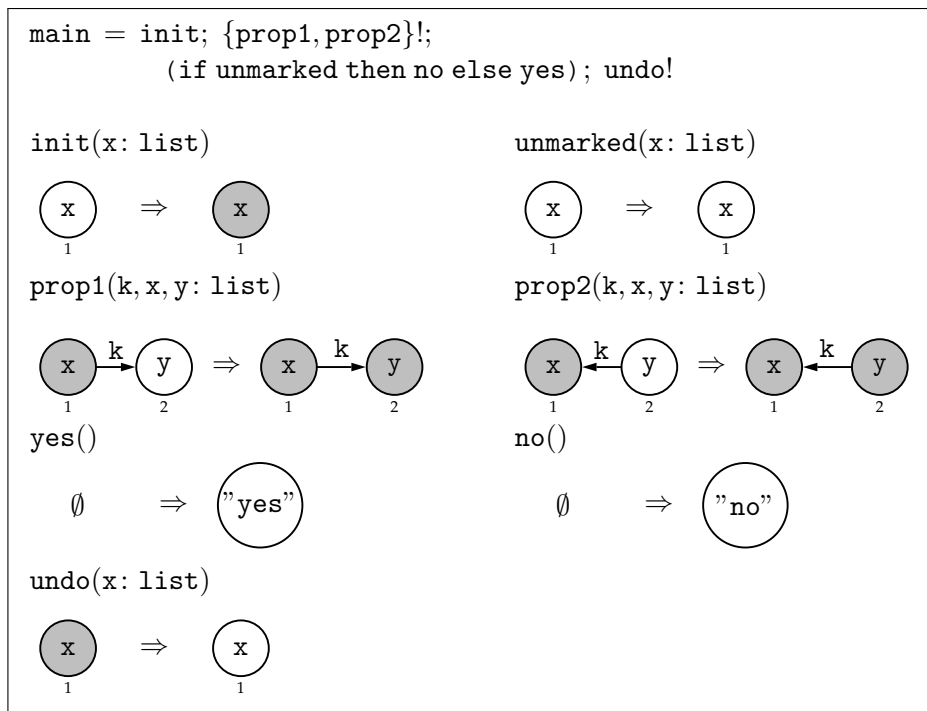 main = init; {prop1, prop2}!;
(if unmarked then no else yes); undo!
init(x: list) unmarked(x: list)
x ⇒ x x ⇒ x
1 1 1 1
prop1(k, x, y: list) prop2(k, x, y: list)
x k y ⇒ x k y x k y ⇒ x k y
1 2 1 2 1 2 1 2
yes() no()
∅ ⇒ ”yes” ∅ ⇒ ”no”
undo(x: list)
x ⇒ x
1 1